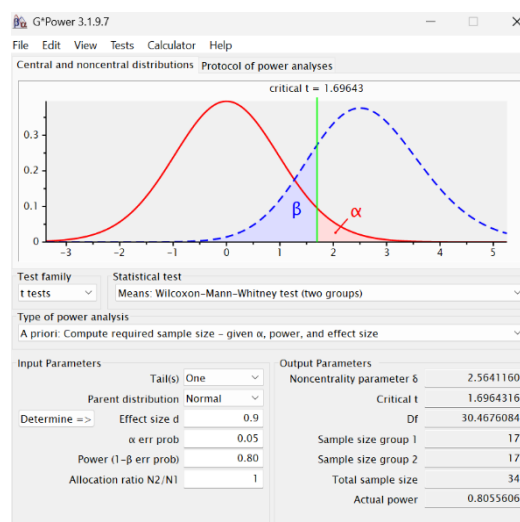 βα G*Power 3.1.9.7
File Edit View Tests Calculator Help
Central and noncentral distributions Protocol of power analyses
critical t = 1.69643
0.3
0.2
0.1
0
β
α
-3 -2 -1 0 1 2 3 4 5
Test family
t tests
Statistical test
Means: Wilcoxon-Mann-Whitney test (two groups)
Type of power analysis
A priori: Compute required sample size - given α, power, and effect size
Input Parameters
Tail(s) One
Parent distribution Normal
Determine => Effect size d 0.9
α err prob 0.05
Power (1-β err prob) 0.80
Allocation ratio N2/N1 1
Output Parameters
Noncentrality parameter δ 2.5641160
Critical t 1.6964316
Df 30.4676084
Sample size group 1 17
Sample size group 2 17
Total sample size 34
Actual power 0.8055606